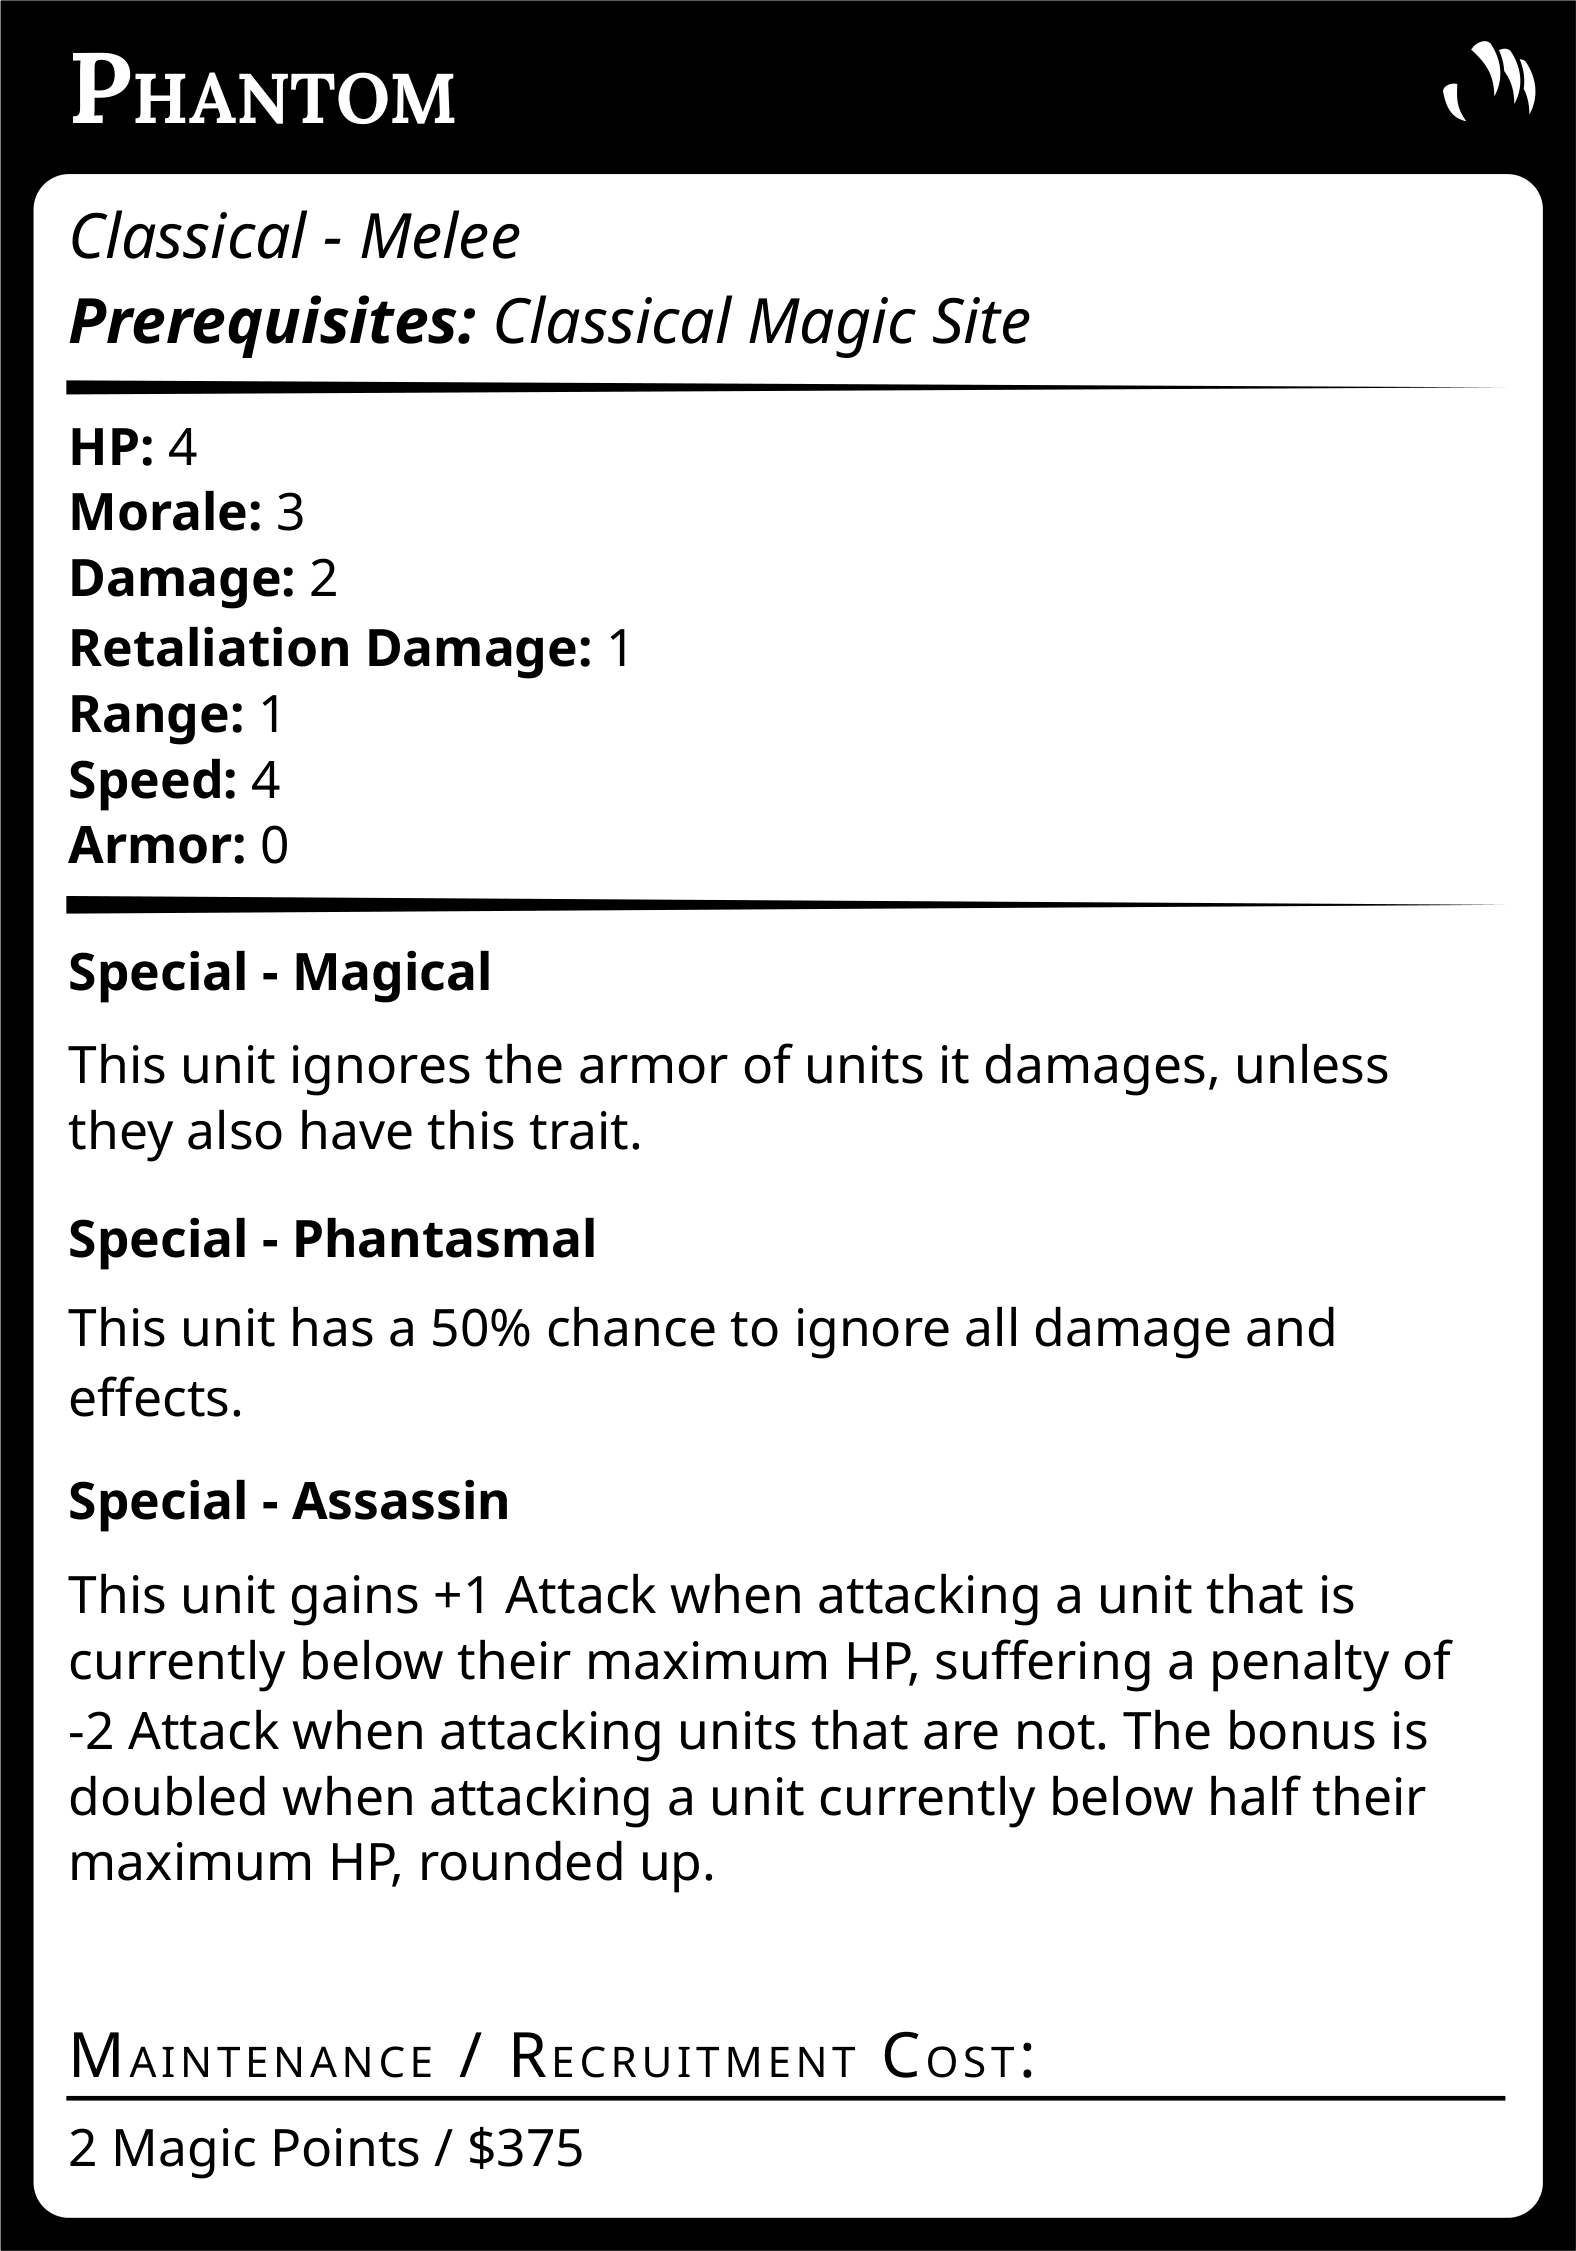 Phantom
Classical - Melee
Prerequisites: Classical Magic Site
HP: 4
Morale: 3
Damage: 2
Retaliation Damage: 1
Range: 1
Speed: 4
Armor: 0
Special - Magical
This unit ignores the armor of units it damages, unless
they also have this trait.
Special - Phantasmal
This unit has a 50% chance to ignore all damage and
effects.
Special - Assassin
This unit gains +1 Attack when attacking a unit that is
currently below their maximum HP, suffering a penalty of
-2 Attack when attacking units that are not. The bonus is
doubled when attacking a unit currently below half their
maximum HP, rounded up.
Maintenance / Recruitment Cost:
2 Magic Points / $375